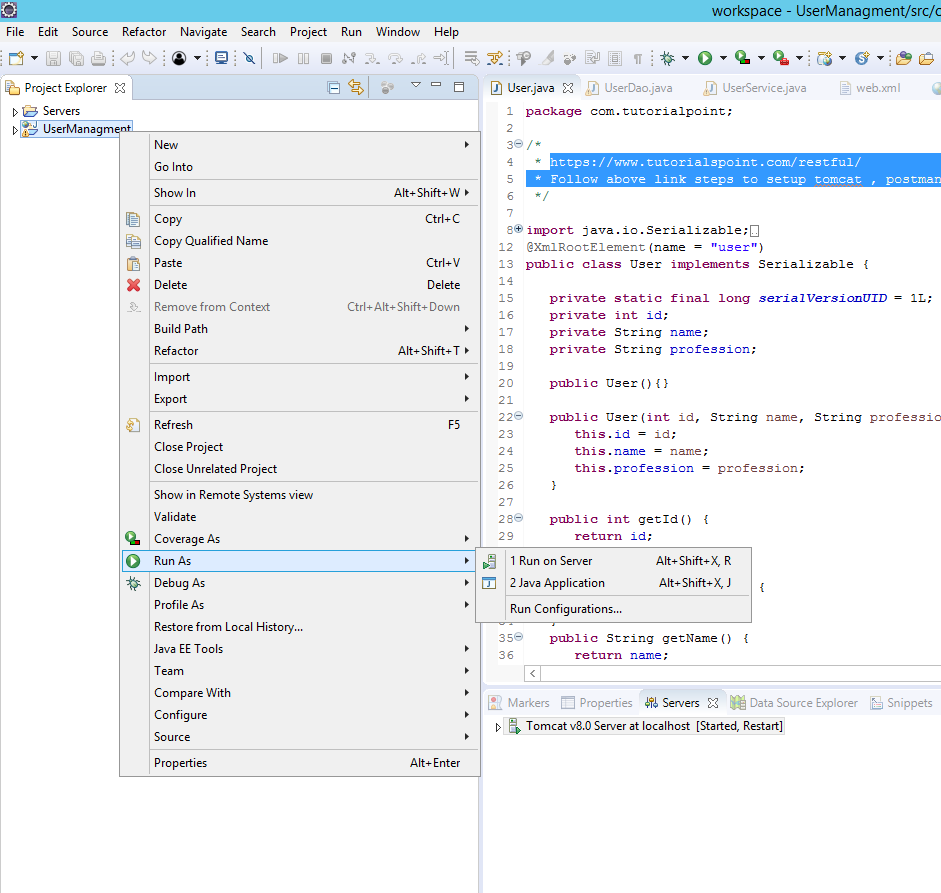 workspace - UserManagment/src/c
File Edit Source Refactor Navigate Search Project Run Window Help
Project Explorer
Servers
UserManagment
New
Go Into
Show In Alt+Shift+W
Copy Ctrl+C
Copy Qualified Name
Paste Ctrl+V
Delete Delete
Remove from Context Ctrl+Alt+Shift+Down
Build Path
Refactor Alt+Shift+T
Import
Export
Refresh F5
Close Project
Close Unrelated Project
Show in Remote Systems view
Validate
Coverage As
Run As
Debug As
Profile As
Restore from Local History...
Java EE Tools
Team
Compare With
Configure
Source
Properties Alt+Enter
1 Run on Server Alt+Shift+X, R
2 Java Application Alt+Shift+X, J
Run Configurations...
User.java UserDao.java UserService.java web.xml
1 package com.tutorialpoint;
2
3 /*
4 * https://www.tutorialspoint.com/restful/
5 * Follow above link steps to setup tomcat , postman
6 */
7
8 import java.io.Serializable;
12 @XmlRootElement(name = "user")
13 public class User implements Serializable {
14
15 private static final long serialVersionUID = 1L;
16 private int id;
17 private String name;
18 private String profession;
19
20 public User(){}
21
22 public User(int id, String name, String professio
23 this.id = id;
24 this.name = name;
25 this.profession = profession;
26 }
27
28 public int getId() {
29 return id;
{
35 public String getName() {
36 return name;
Markers Properties Servers Data Source Explorer Snippets
Tomcat v8.0 Server at localhost [Started, Restart]